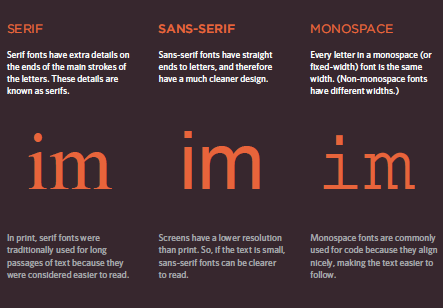 SERIF
Serif fonts have extra details on
the ends of the main strokes of
the letters. These details are
known as serifs.
im
In print, serif fonts were
traditionally used for long
passages of text because they
were considered easier to read.
SANS-SERIF
Sans-serif fonts have straight
ends to letters, and therefore
have a much cleaner design.
im
Screens have a lower resolution
than print. So, if the text is small,
sans-serif fonts can be clearer
to read.
MONOSPACE
Every letter in a monospace (or
fixed-width) font is the same
width. (Non-monospace fonts
have different widths.)
im
Monospace fonts are commonly
used for code because they align
nicely, making the text easier to
follow.